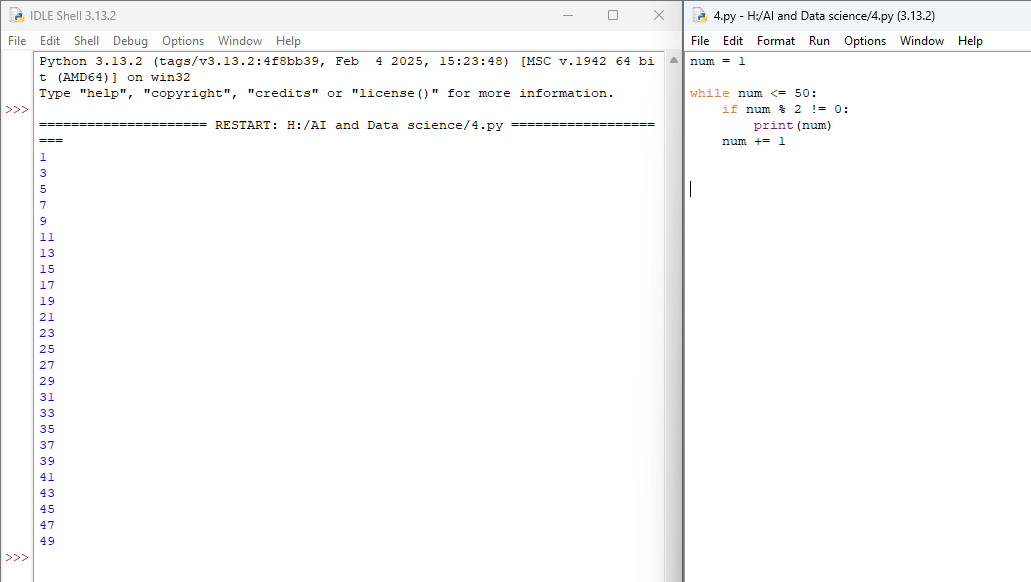 IDLE Shell 3.13.2
File Edit Shell Debug Options Window Help
Python 3.13.2 (tags/v3.13.2:4f8bb39, Feb  4 2025, 15:23:48) [MSC v.1942 64 bi
t (AMD64)] on win32
Type "help", "copyright", "credits" or "license()" for more information.
>>>
===================== RESTART: H:/AI and Data science/4.py ==================
===
1
3
5
7
9
11
13
15
17
19
21
23
25
27
29
31
33
35
37
39
41
43
45
47
49
>>>
4.py - H:/AI and Data science/4.py (3.13.2)
File Edit Format Run Options Window Help
num = 1
while num <= 50:
    if num % 2 != 0:
        print(num)
    num += 1